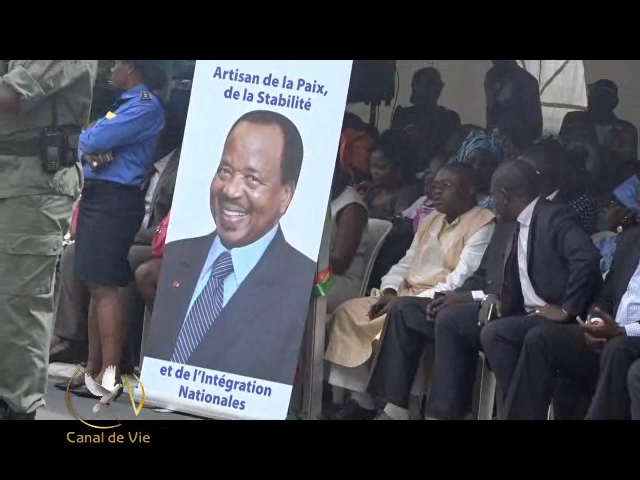 Artisan de la Paix,
de la Stabilité
et de l'Intégration
Nationales
Canal de Vie